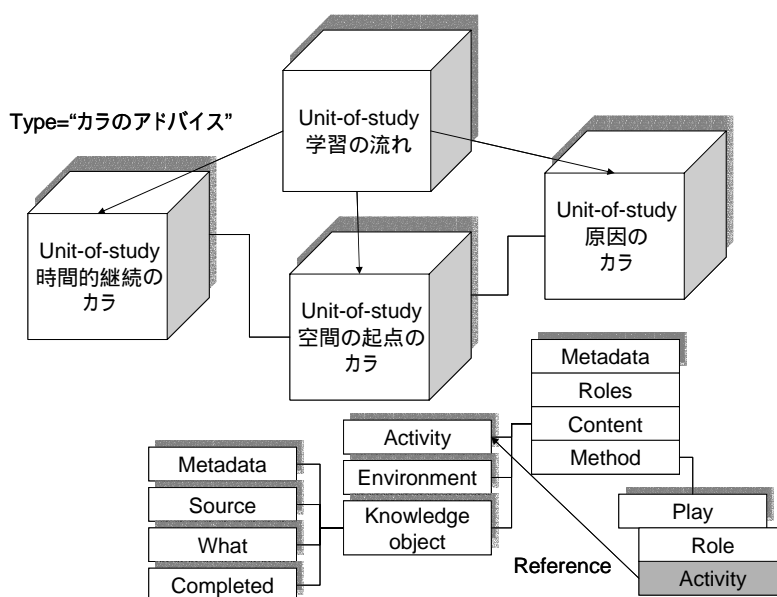 Unit-of-study
学習の流れ
Type=“カラのアドバイス”
Unit-of-study
時間的継続の
カラ
Unit-of-study
空間の起点の
カラ
Unit-of-study
原因の
カラ
Metadata
Roles
Content
Method
Activity
Environment
Knowledge
object
Metadata
Source
What
Completed
Play
Role
Activity
Reference